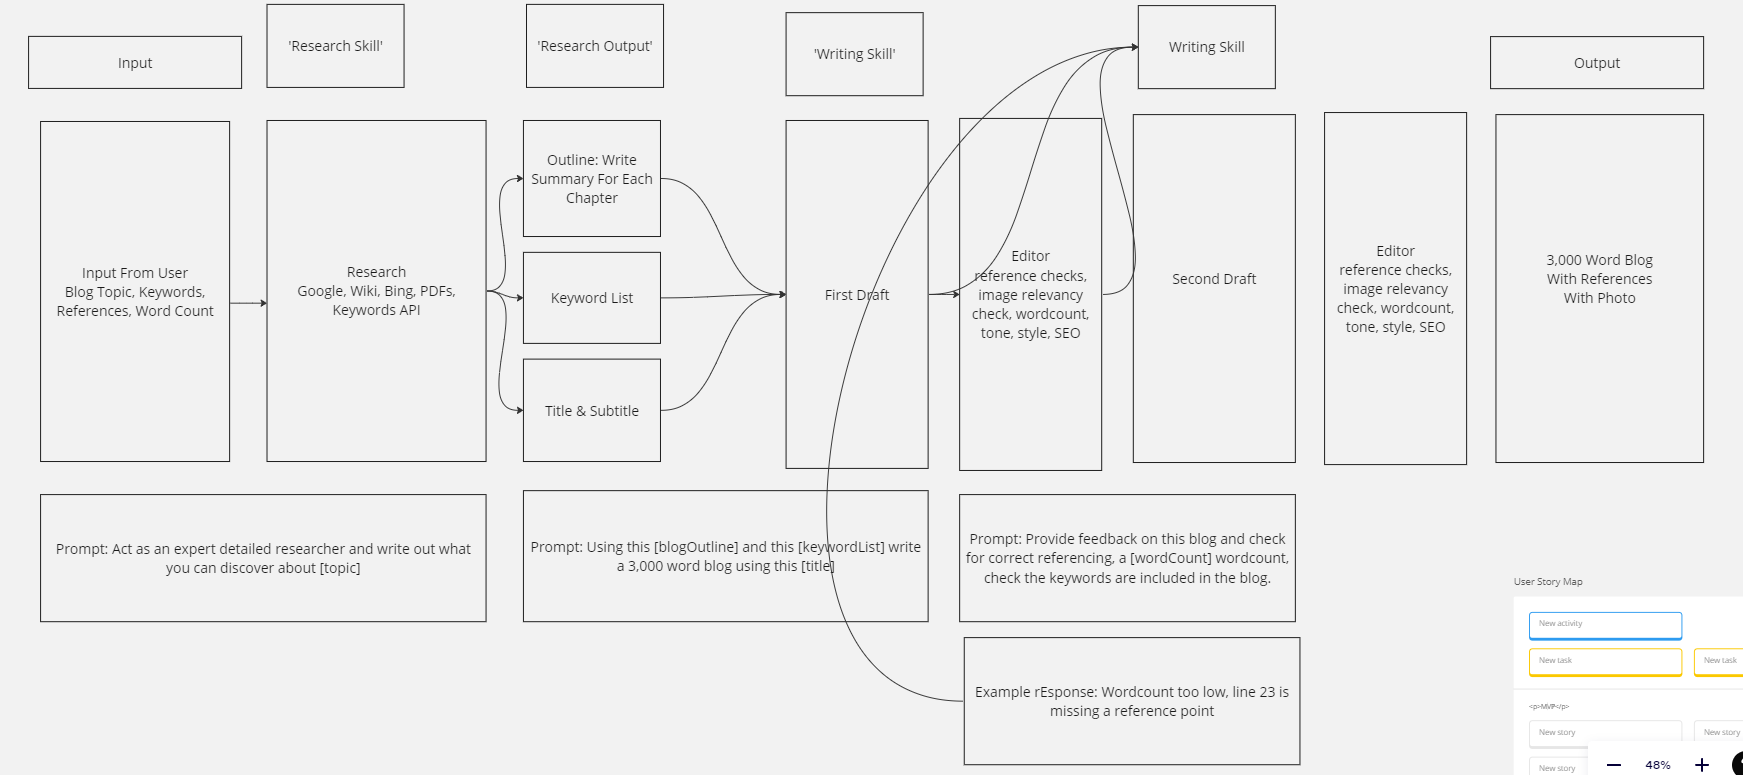 Input
'Research Skill'
'Research Output'
'Writing Skill'
Writing Skill
Output
Input From User
Blog Topic, Keywords,
References, Word Count
Research
Google, Wiki, Bing, PDFs,
Keywords API
Outline: Write
Summary For Each
Chapter
Keyword List
Title & Subtitle
First Draft
Editor
reference checks,
image relevancy
check, wordcount,
tone, style, SEO
Second Draft
Editor
reference checks,
image relevancy
check, wordcount,
tone, style, SEO
3,000 Word Blog
With References
With Photo
Prompt: Act as an expert detailed researcher and write out what
you can discover about [topic]
Prompt: Using this [blogOutline] and this [keywordList] write
a 3,000 word blog using this [title]
Prompt: Provide feedback on this blog and check
for correct referencing, a [wordCount] wordcount,
check the keywords are included in the blog.
Example rEsponse: Wordcount too low, line 23 is
missing a reference point
User Story Map
New activity
New task
New task
<p>MVP</p>
New story
New story
New story
48%